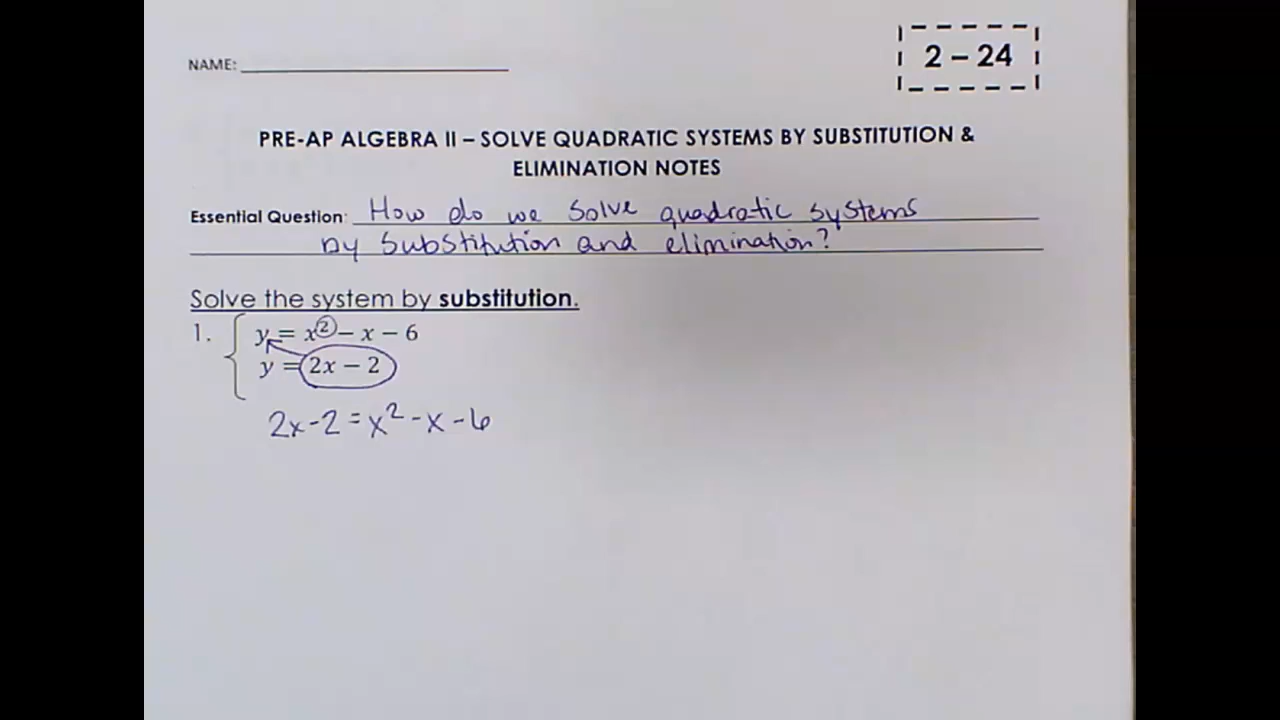 NAME:
2 – 24
PRE-AP ALGEBRA II – SOLVE QUADRATIC SYSTEMS BY SUBSTITUTION &
ELIMINATION NOTES
Essential Question: How do we solve quadratic systems
by substitution and elimination?
Solve the system by substitution.
1. y = x² – x – 6
y = 2x – 2
2x-2 = x² - x - 6